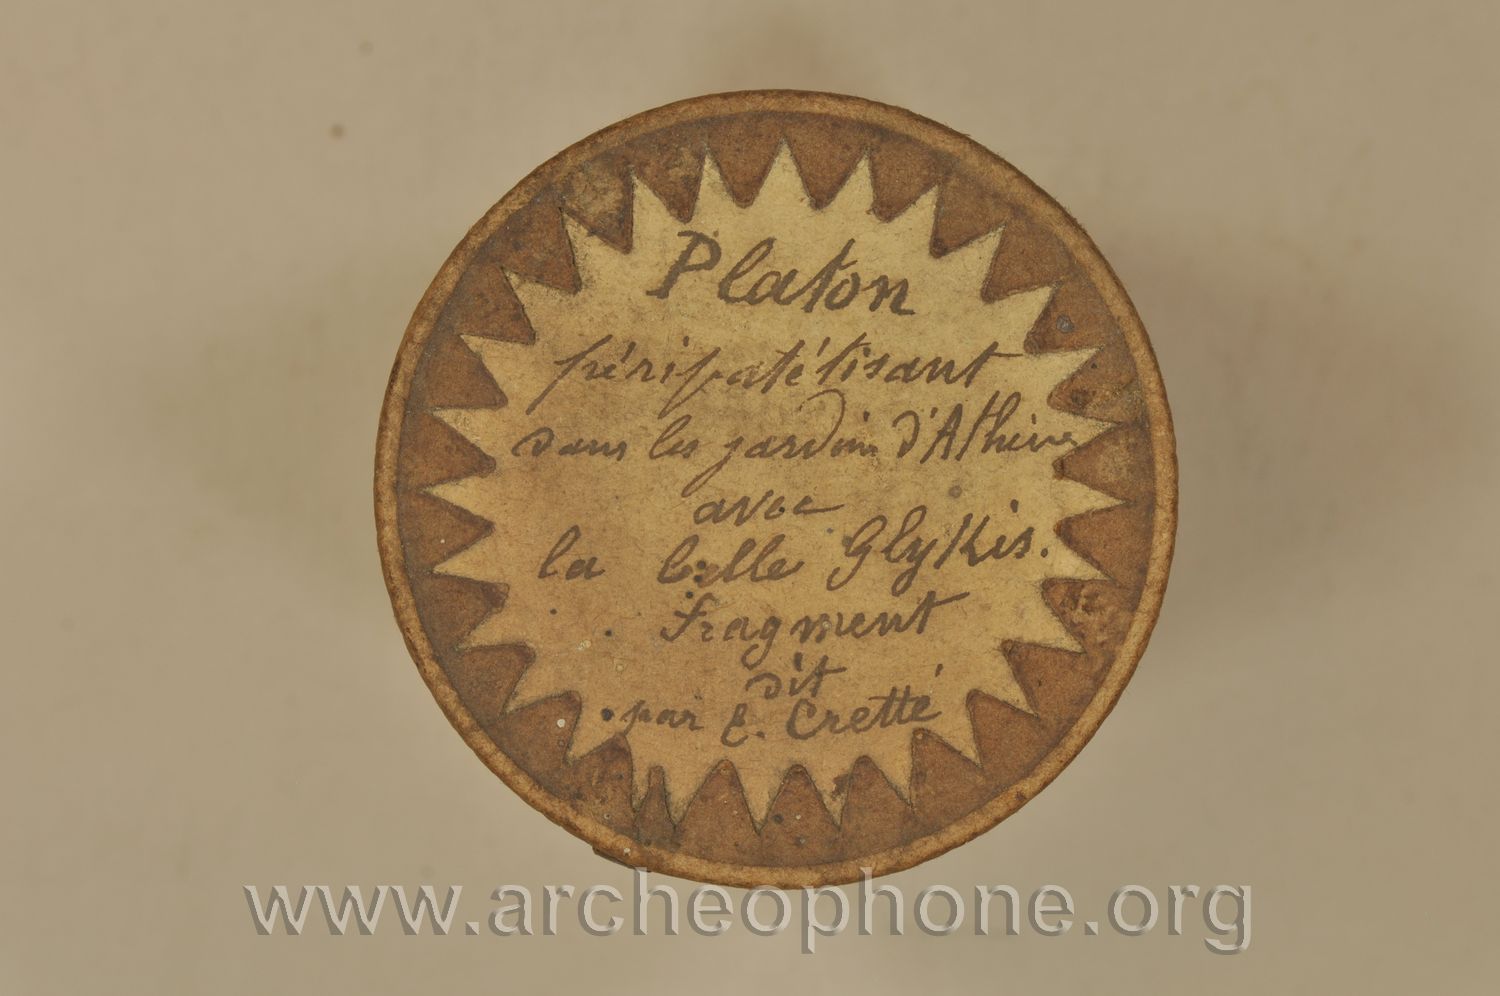 Platon
péripatétisant
dans les jardins d'Athènes
avec
la belle Glykis.
Fragment
dit
par E. Cretté
www.archeophone.org